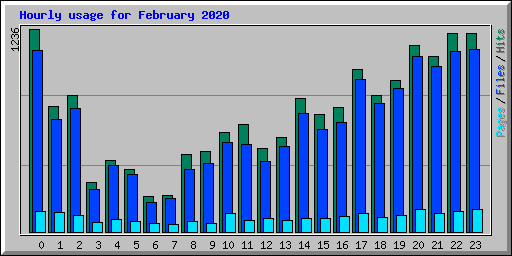 Hourly usage for February 2020
1236
Pages/Files/Hits
0 1 2 3 4 5 6 7 8 9 10 11 12 13 14 15 16 17 18 19 20 21 22 23